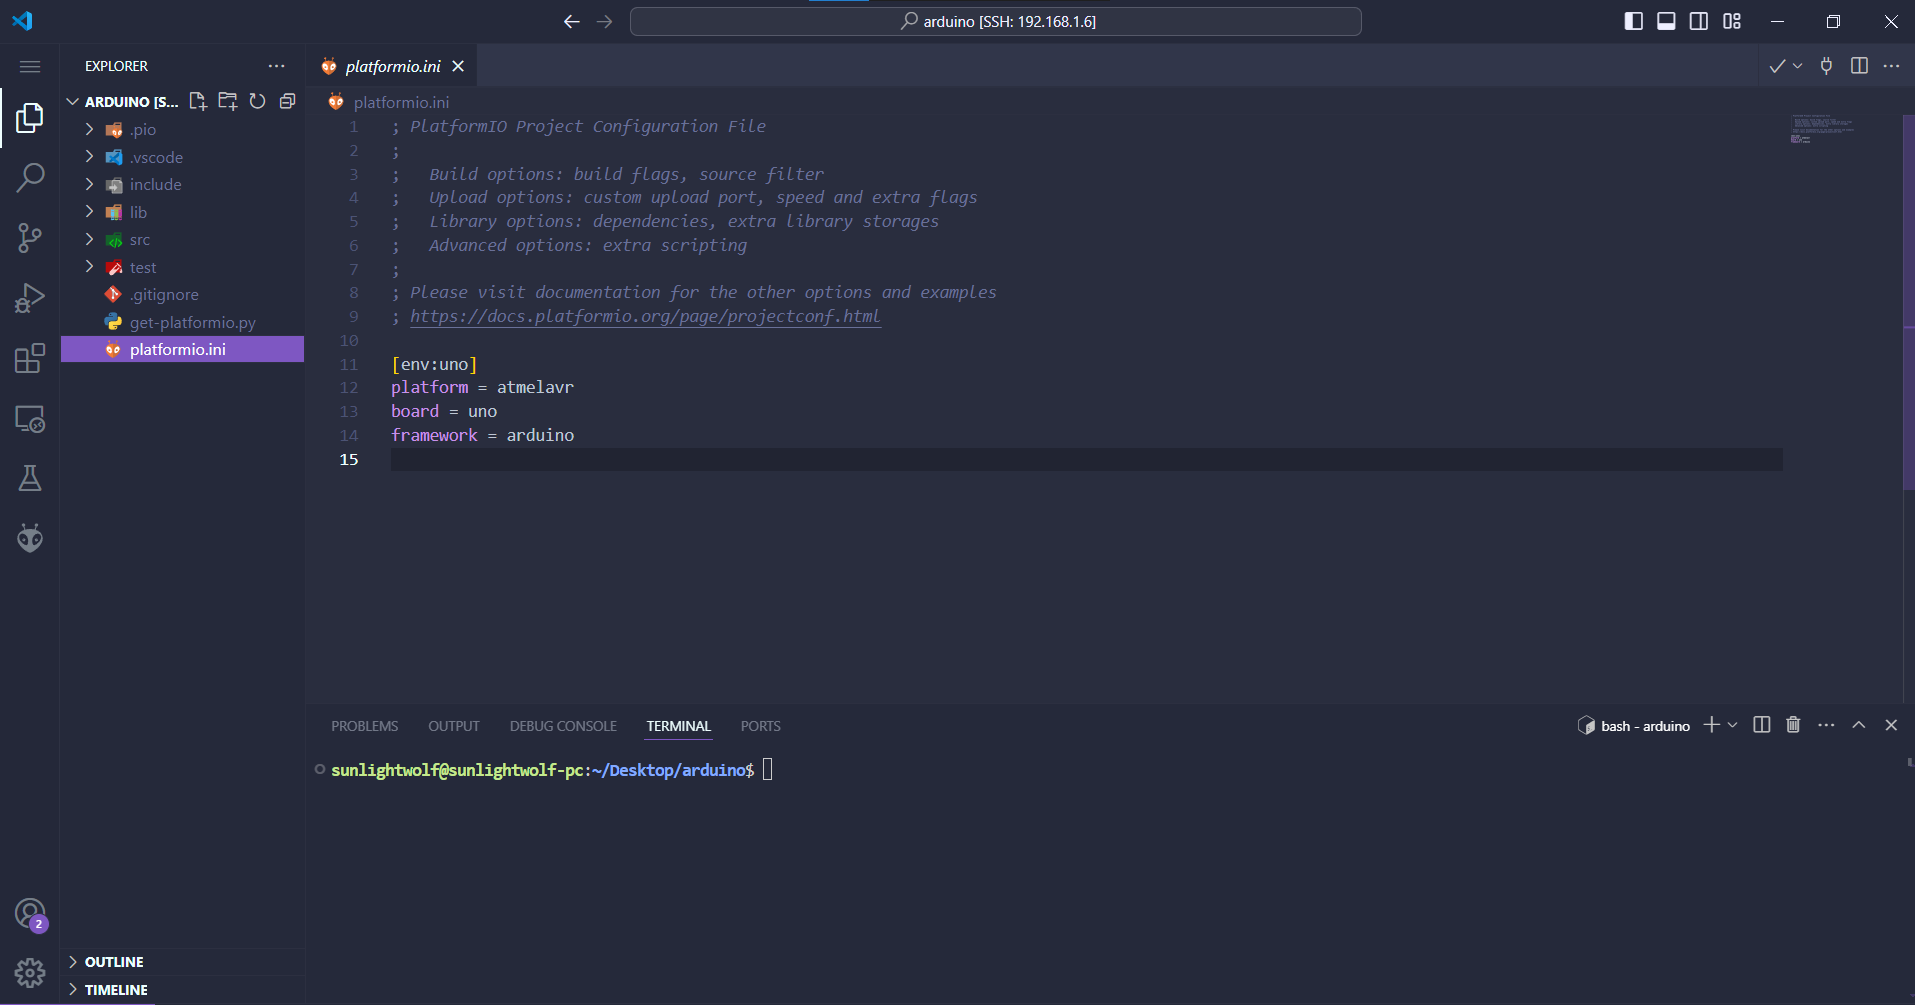 arduino [SSH: 192.168.1.6]
EXPLORER
ARDUINO [S...
.pio
.vscode
include
lib
src
test
.gitignore
get-platformio.py
platformio.ini
OUTLINE
TIMELINE
2
platformio.ini
platformio.ini
1 ; PlatformIO Project Configuration File
2 ;
3 ;   Build options: build flags, source filter
4 ;   Upload options: custom upload port, speed and extra flags
5 ;   Library options: dependencies, extra library storages
6 ;   Advanced options: extra scripting
7 ;
8 ; Please visit documentation for the other options and examples
9 ; https://docs.platformio.org/page/projectconf.html
10
11 [env:uno]
12 platform = atmelavr
13 board = uno
14 framework = arduino
15
PROBLEMS OUTPUT DEBUG CONSOLE TERMINAL PORTS
bash - arduino
sunlightwolf@sunlightwolf-pc:~/Desktop/arduino$